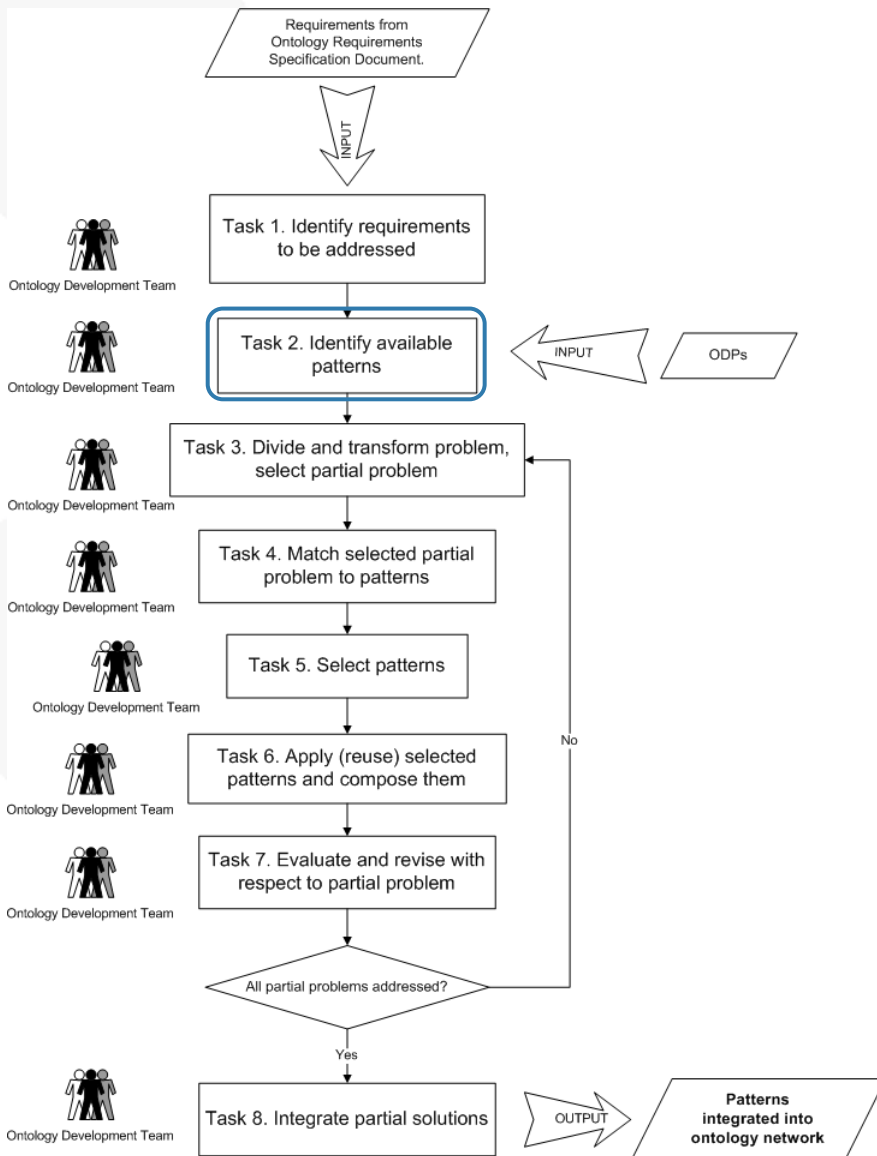 Requirements from
Ontology Requirements
Specification Document.
INPUT
Task 1. Identify requirements
to be addressed
Ontology Development Team
Task 2. Identify available
patterns
INPUT
ODPs
Ontology Development Team
Task 3. Divide and transform problem,
select partial problem
Ontology Development Team
Task 4. Match selected partial
problem to patterns
Ontology Development Team
Task 5. Select patterns
Ontology Development Team
No
Task 6. Apply (reuse) selected
patterns and compose them
Ontology Development Team
Task 7. Evaluate and revise with
respect to partial problem
Ontology Development Team
All partial problems addressed?
Yes
Task 8. Integrate partial solutions
Ontology Development Team
OUTPUT
Patterns
integrated into
ontology network